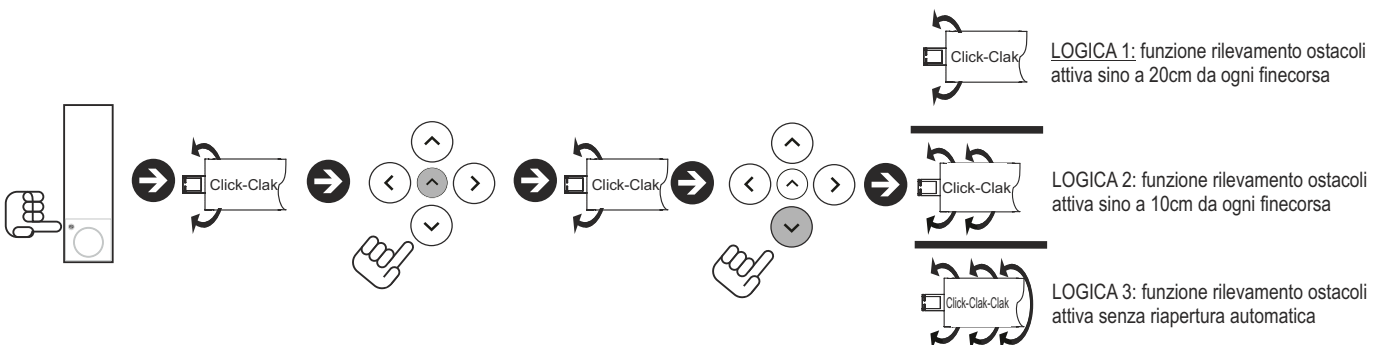 Click-Clak
Click-Clak
Click-Clak
LOGICA 1: funzione rilevamento ostacoli
attiva sino a 20cm da ogni finecorsa
Click-Clak
LOGICA 2: funzione rilevamento ostacoli
attiva sino a 10cm da ogni finecorsa
Click-Clak-Clak
LOGICA 3: funzione rilevamento ostacoli
attiva senza riapertura automatica